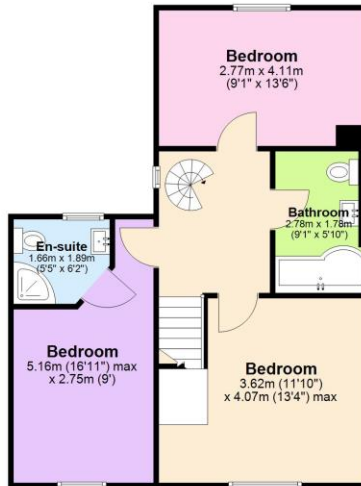 Bedroom
2.77m x 4.11m
(9'1" x 13'6")
Bathroom
2.78m x 1.78m
(9'1" x 5'10")
En-suite
1.66m x 1.89m
(5'5" x 6'2")
Bedroom
5.16m (16'11") max
x 2.75m (9')
Bedroom
3.62m (11'10")
x 4.07m (13'4") max